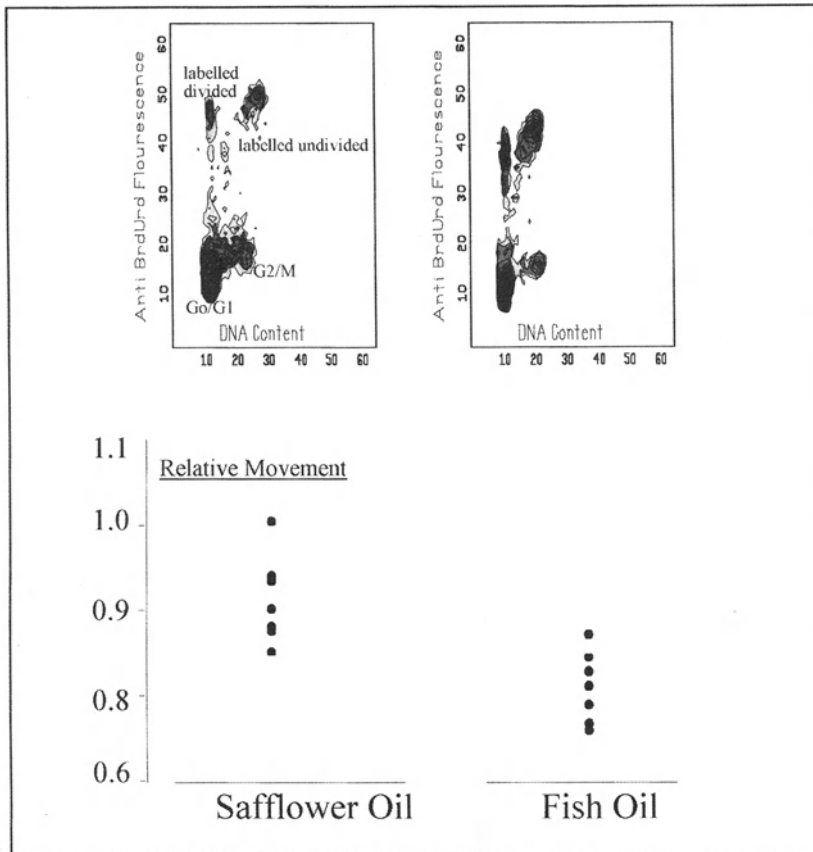 60
50
40
30
20
10
Anti BrdUrd Flourescence
labelled
divided
labelled undivided
G2/M
Go/G1
DNA Content
10 20 30 40 50 60
60
50
40
30
20
10
Anti BrdUrd Flourescence
DNA Content
10 20 30 40 50 60
1.1
1.0
0.9
0.8
0.6
Relative Movement
Safflower Oil
Fish Oil